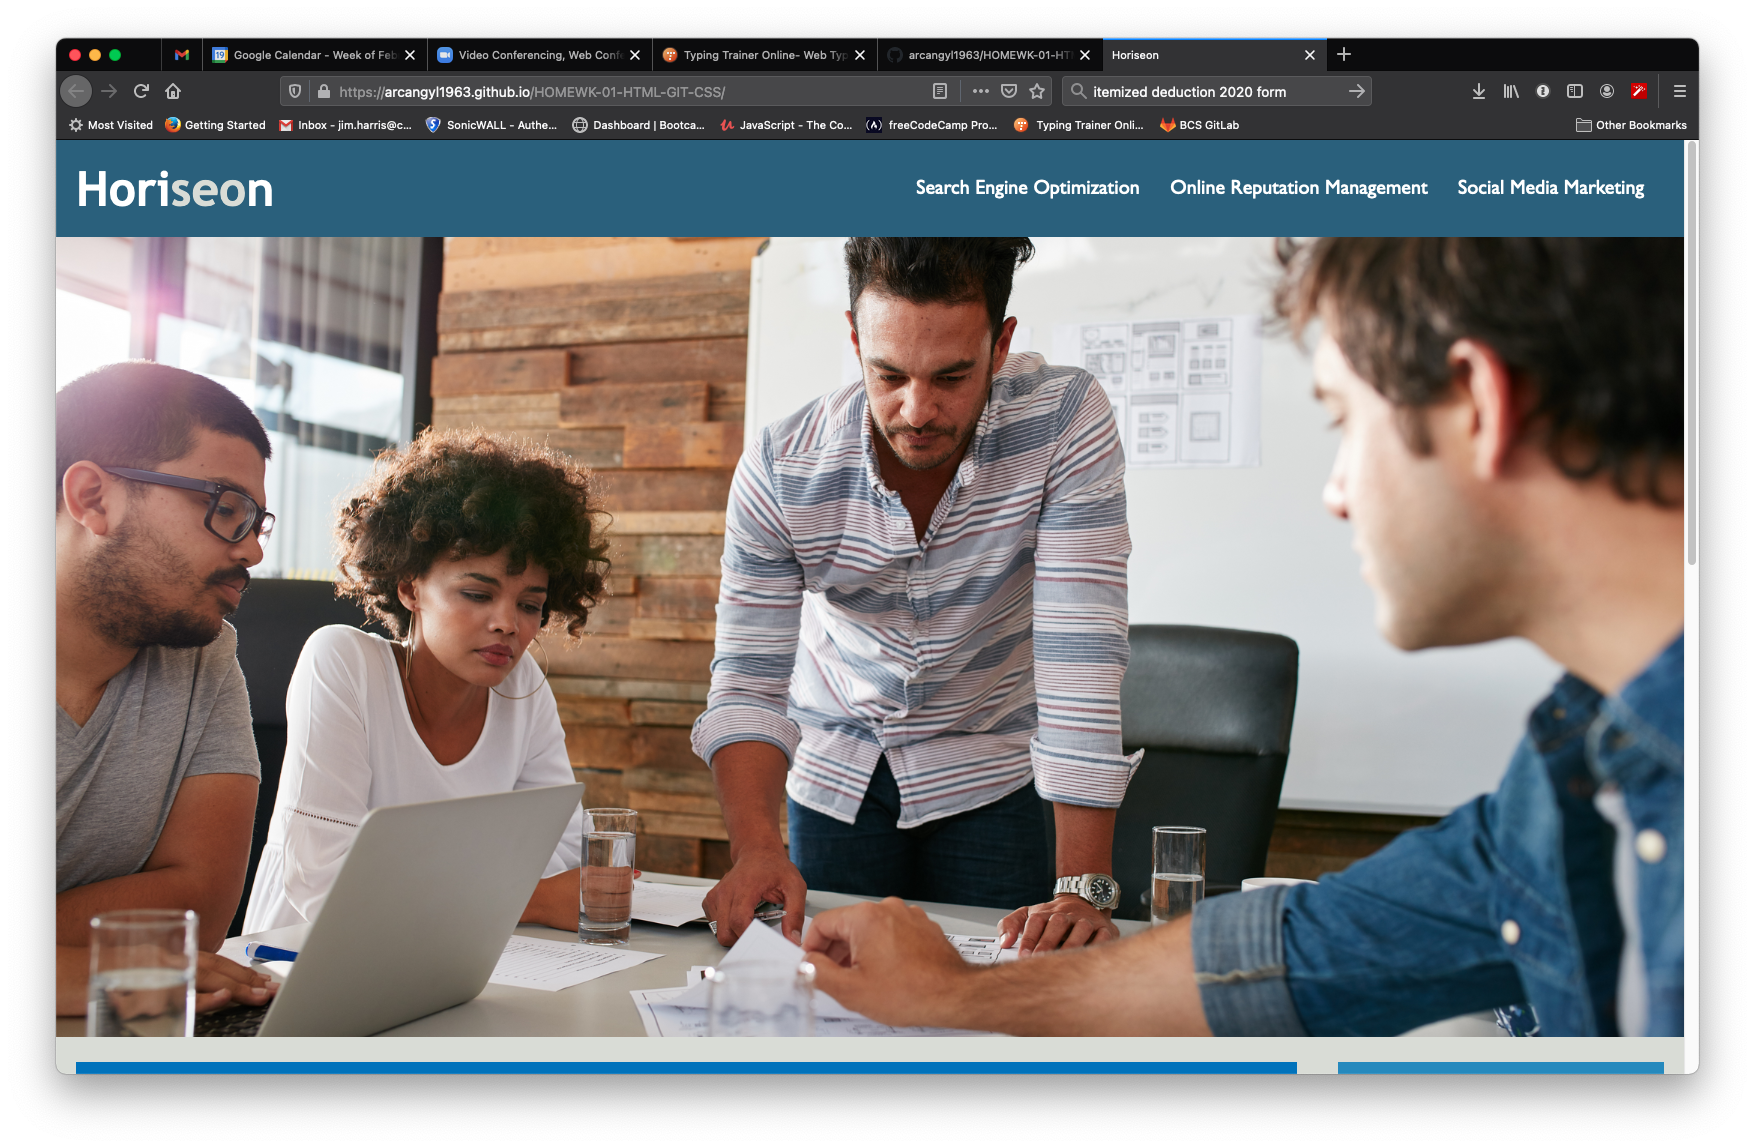 Google Calendar - Week of Feb
Video Conferencing, Web Confe
Typing Trainer Online- Web Typ
arcangyl1963/HOMEWK-01-HT
Horiseon
https://arcangyl1963.github.io/HOMEWK-01-HTML-GIT-CSS/
itemized deduction 2020 form
Most Visited
Getting Started
Inbox - jim.harris@c...
SonicWALL - Authe...
Dashboard | Bootca...
JavaScript - The Co...
freeCodeCamp Pro...
Typing Trainer Onli...
BCS GitLab
Other Bookmarks
Horiseon
Search Engine Optimization
Online Reputation Management
Social Media Marketing